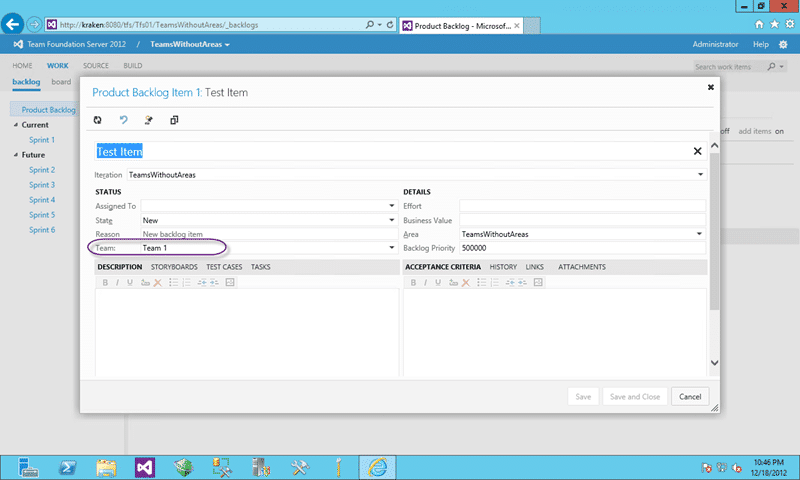 http://kraken:8080/tfs/Tfs01/TeamsWithoutAreas/_backlogs
Product Backlog - Microsof...
Team Foundation Server 2012 / TeamsWithoutAreas
Administrator Help
HOME WORK SOURCE BUILD
Search work items
backlog board
Product Backlog
Current
Sprint 1
Future
Sprint 2
Sprint 3
Sprint 4
Sprint 5
Sprint 6
off add items on
Product Backlog Item 1: Test Item
Test Item
Iteration TeamsWithoutAreas
STATUS
Assigned To
State New
Reason New backlog item
Team: Team 1
DETAILS
Effort
Business Value
Area TeamsWithoutAreas
Backlog Priority 500000
DESCRIPTION STORYBOARDS TEST CASES TASKS
B I U
ACCEPTANCE CRITERIA HISTORY LINKS ATTACHMENTS
B I U
Save Save and Close Cancel
10:46 PM
12/18/2012